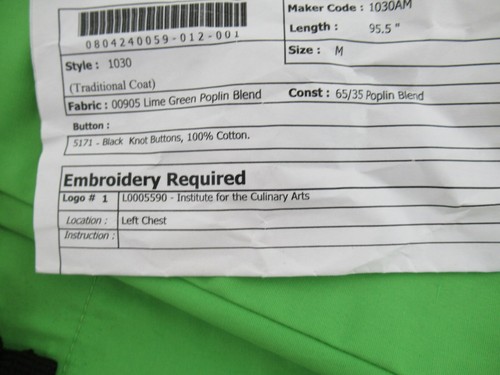 Maker Code : 1030AM
0804240059-012-001
Length : 95.5 "
Style : 1030
Size : M
(Traditional Coat)
Fabric : 00905 Lime Green Poplin Blend
Const : 65/35 Poplin Blend
Button :
5171 - Black Knot Buttons, 100% Cotton.
Embroidery Required
Logo # 1 L0005590 - Institute for the Culinary Arts
Location : Left Chest
Instruction :